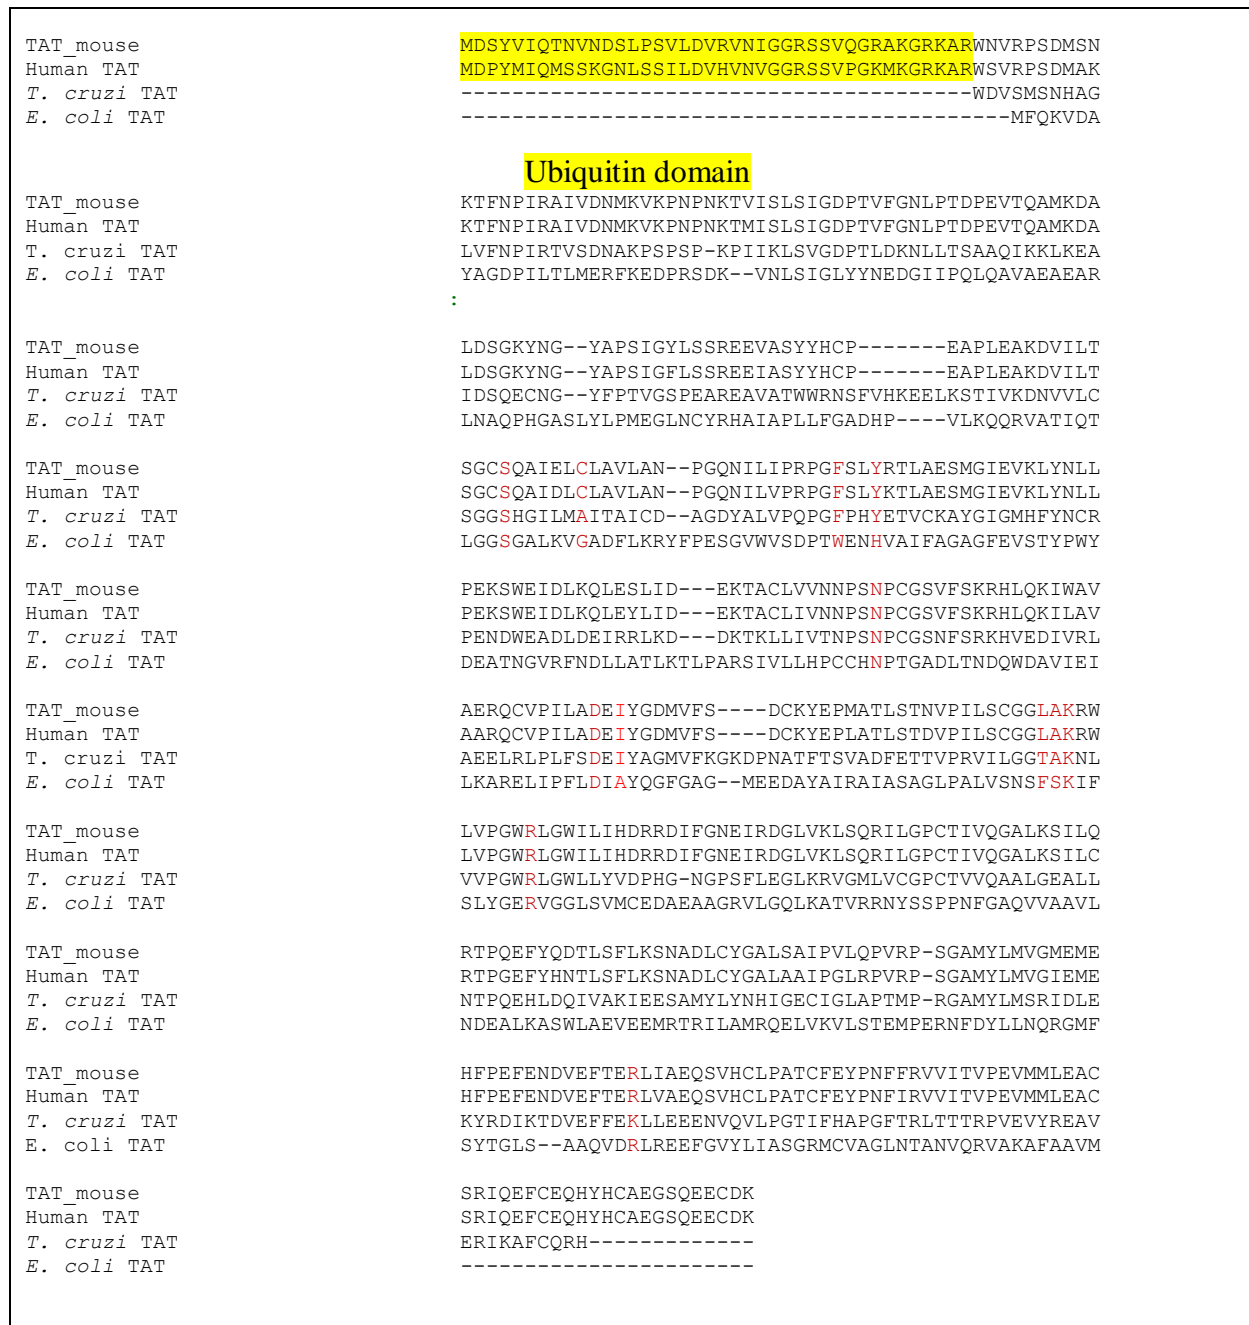 TAT_mouse MDSYVIQTNVNDSLPSVLDVRVNIGGRSSVQGRAKGRKARWNVRPSDMSN
Human TAT MDPYMIQMSSKGNLSSILDVHVNVGGRSSVPGKMKGRKARWSVRPSDMAK
T. cruzi TAT ----------------------------------------WDVSMSNHAG
E. coli TAT -------------------------------------------MFQKVDA
Ubiquitin domain
TAT_mouse KTFNPIRAIVDNMKVKPNPNKTVISLSIGDPTVFGNLPTDPEVTQAMKDA
Human TAT KTFNPIRAIVDNMKVKPNPNKTMISLSIGDPTVFGNLPTDPEVTQAMKDA
T. cruzi TAT LVFNPIRTVSDNAKPSPSP-KPIIKLSVGDPTLDKNLLTSAAQIKKLKEA
E. coli TAT YAGDPILTLMERFKEDPRSDK--VNLSIGLYYNEDGIIPQLQAVAEAEAR
:
TAT_mouse LDSGKYNG--YAPSIGYLSSREEVASYYHCP-------EAPLEAKDVILT
Human TAT LDSGKYNG--YAPSIGFLSSREEIASYYHCP-------EAPLEAKDVILT
T. cruzi TAT IDSQECNG--YFPTVGSPEAREAVATWWRNSFVHKEELKSTIVKDNVVLC
E. coli TAT LNAQPHGASLYLPMEGLNCYRHAIAPLLFGADHP----VLKQQRVATIQT
TAT_mouse SGCSQAIELCLAVLAN--PGQNILIPRPGFSLYRTLAESMGIEVKLYNLL
Human TAT SGCSQAIDLCLAVLAN--PGQNILVPRPGFSLYKTLAESMGIEVKLYNLL
T. cruzi TAT SGGSHGILMAITAICD--AGDYALVPQPGFPHYETVCKAYGIGMHFYNCR
E. coli TAT LGGSGALKVGADFLKRYFPESGVWVSDPTWENHVAIFAGAGFEVSTYPWY
TAT_mouse PEKSWEIDLKQLESLID---EKTACLVVNNPSNPCGSVFSKRHLQKIWAV
Human TAT PEKSWEIDLKQLEYLID---EKTACLIVNNPSNPCGSVFSKRHLQKILAV
T. cruzi TAT PENDWEADLDEIRRLKD---DKTKLLIVTNPSNPCGSNFSRKHVEDIVRL
E. coli TAT DEATNGVRFNDLLATLKTLPARSIVLLHPCCHNPTGADLTNDQWDAVIEI
TAT_mouse AERQCVPILADEIYGDMVFS----DCKYEPMATLSTNVPILSCGGLAKRW
Human TAT AARQCVPILADEIYGDMVFS----DCKYEPLATLSTDVPILSCGGLAKRW
T. cruzi TAT AEELRLPLFSDEIYAGMVFKGKDPNATFTSVADFETTVPRVILGGTAKNL
E. coli TAT LKARELIPFLDIAYQGFGAG--MEEDAYAIRAIASAGLPALVSNSFSKIF
TAT_mouse LVPGWRLGWILIHDRRDIFGNEIRDGLVKLSQRILGPCTIVQGALKSILQ
Human TAT LVPGWRLGWILIHDRRDIFGNEIRDGLVKLSQRILGPCTIVQGALKSILC
T. cruzi TAT VVPGWRLGWLLYVDPHG-NGPSFLEGLKRVGMLVCGPCTVVQAALGEALL
E. coli TAT SLYGERVGGLSVMCEDAEAAGRVLGQLKATVRRNYSSPPNFGAQVVAAVL
TAT_mouse RTPQEFYQDTLSFLKSNADLCYGALSAIPVLQPVRP-SGAMYLMVGMEME
Human TAT RTPGEFYHNTLSFLKSNADLCYGALAAIPGLRPVRP-SGAMYLMVGIEME
T. cruzi TAT NTPQEHLDQIVAKIEESAMYLYNHIGECIGLAPTMP-RGAMYLMSRIDLE
E. coli TAT NDEALKASWLAEVEEMRTRILAMRQELVKVLSTEMPERNFDYLLNQRGMF
TAT_mouse HFPEFENDVEFTERLIAEQSVHCLPATCFEYPNFFRVVITVPEVMMLEAC
Human TAT HFPEFENDVEFTERLVAEQSVHCLPATCFEYPNFIRVVITVPEVMMLEAC
T. cruzi TAT KYRDIKTDVEFFEKLLEEENVQVLPGTIFHAPGFTRLTTTRPVEVYREAV
E. coli TAT SYTGLS--AAQVDRLREEFGVYLIASGRMCVAGLNTANVQRVAKAFAAVM
TAT_mouse SRIQEFCEQHYHCAEGSQEECDK
Human TAT SRIQEFCEQHYHCAEGSQEECDK
T. cruzi TAT ERIKAFCQRH-------------
E. coli TAT -----------------------